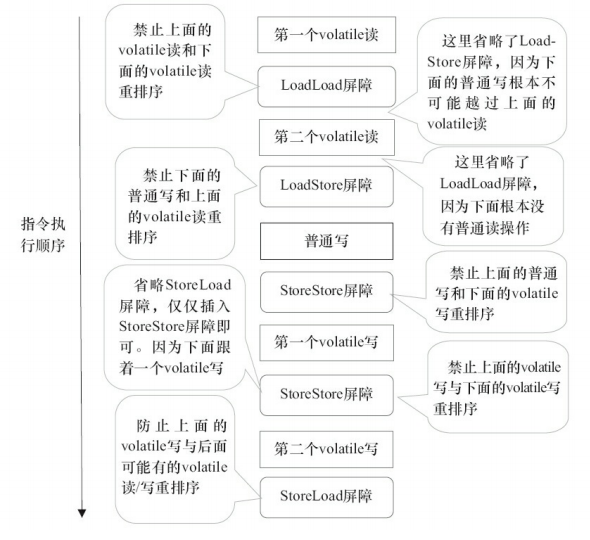 禁止上面的
volatile读和下
面的volatile读
重排序
第一个volatile读
这里省略了Load-
Store屏障，因为下
面的普通写根本不
可能越过上面的
volatile读
LoadLoad屏障
第二个volatile读
禁止下面的
普通写和上面
的volatile读重
排序
LoadStore屏障
这里省略了
LoadLoad屏障，
因为下面根本没
有普通读操作
指令执
行顺序
普通写
省略StoreLoad
屏障，仅仅插入
StoreStore屏障即
可。因为下面跟
着一个volatile写
StoreStore屏障
禁止上面的普通
写和下面的volatile
写重排序
第一个volatile写
StoreStore屏障
禁止上面的volatile
写与下面的volatile写
重排序
防止上面的
volatile写与后面
可能有的volatile
读/写重排序
第二个volatile写
StoreLoad屏障